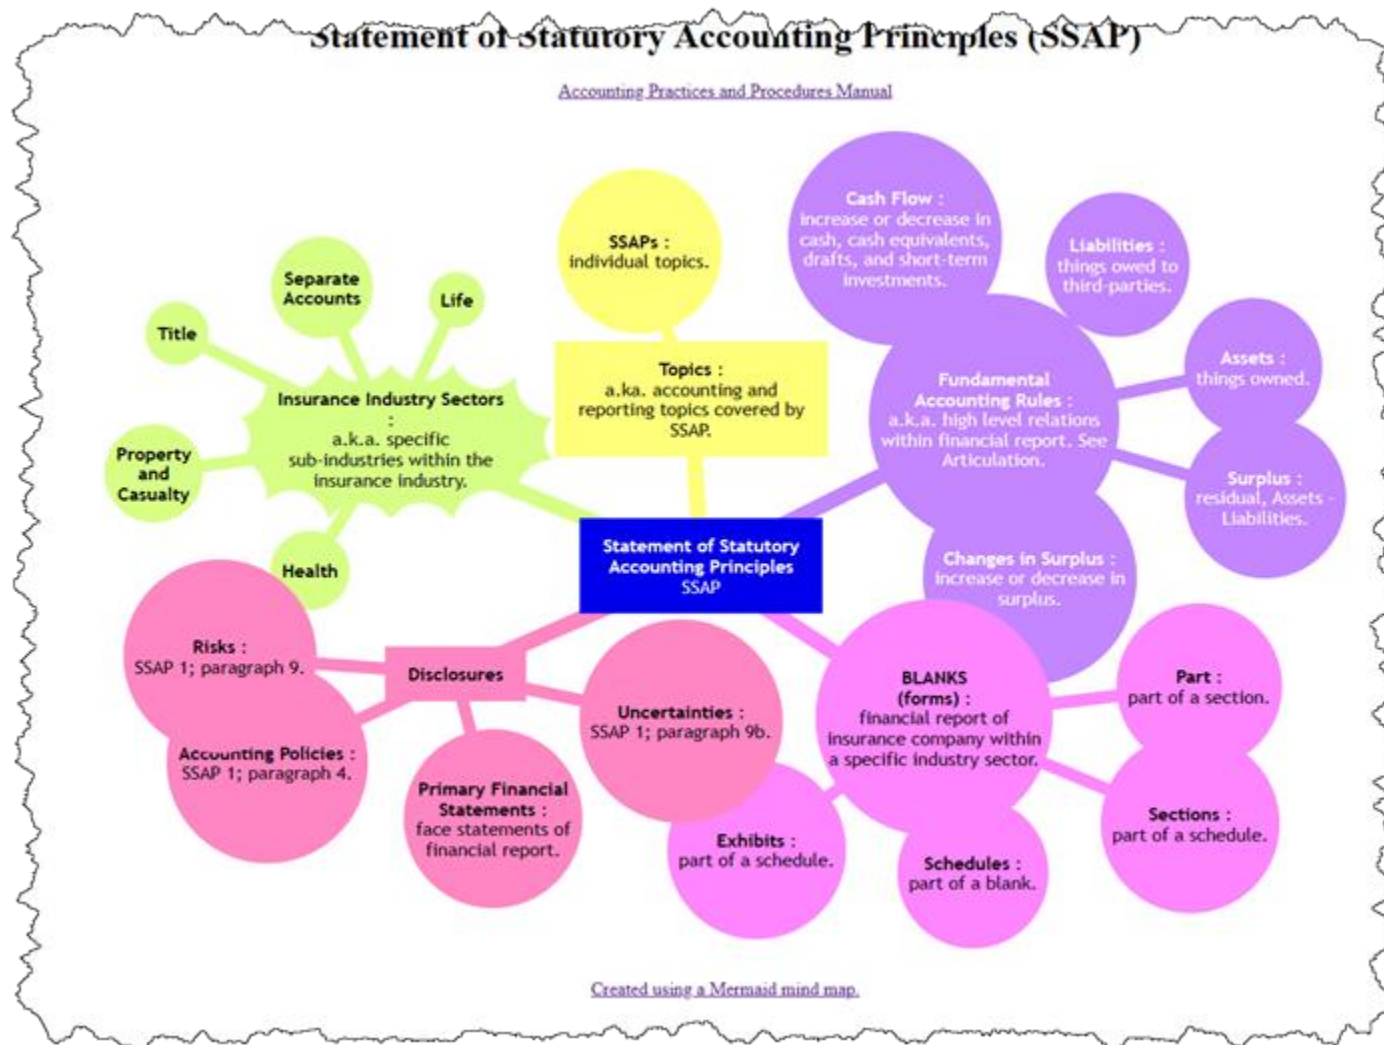 Statement of Statutory Accounting Principles (SSAP)
Accounting Practices and Procedures Manual
Cash Flow :
increase or decrease in
cash, cash equivalents,
drafts, and short-term
investments.
Liabilities :
things owed to
third-parties.
SSAPs :
individual topics.
Separate
Accounts
Life
Title
Assets :
things owned.
Topics :
a.ka. accounting and
reporting topics covered by
SSAP.
Fundamental
Accounting Rules :
a.k.a. high level relations
within financial report. See
Articulation.
Insurance Industry Sectors
:
a.k.a. specific
sub-industries within the
insurance industry.
Property
and
Casualty
Surplus :
residual, Assets -
Liabilities.
Health
Statement of Statutory
Accounting Principles
SSAP
Changes in Surplus :
increase or decrease in
surplus.
Risks :
SSAP 1; paragraph 9.
Disclosures
Accounting Policies :
SSAP 1; paragraph 4.
Primary Financial
Statements :
face statements of
financial report.
Uncertainties :
SSAP 1; paragraph 9b.
BLANKS
(forms) :
financial report of
insurance company within
a specific industry sector.
Part :
part of a section.
Sections :
part of a schedule.
Exhibits :
part of a schedule.
Schedules :
part of a blank.
Created using a Mermaid mind map.